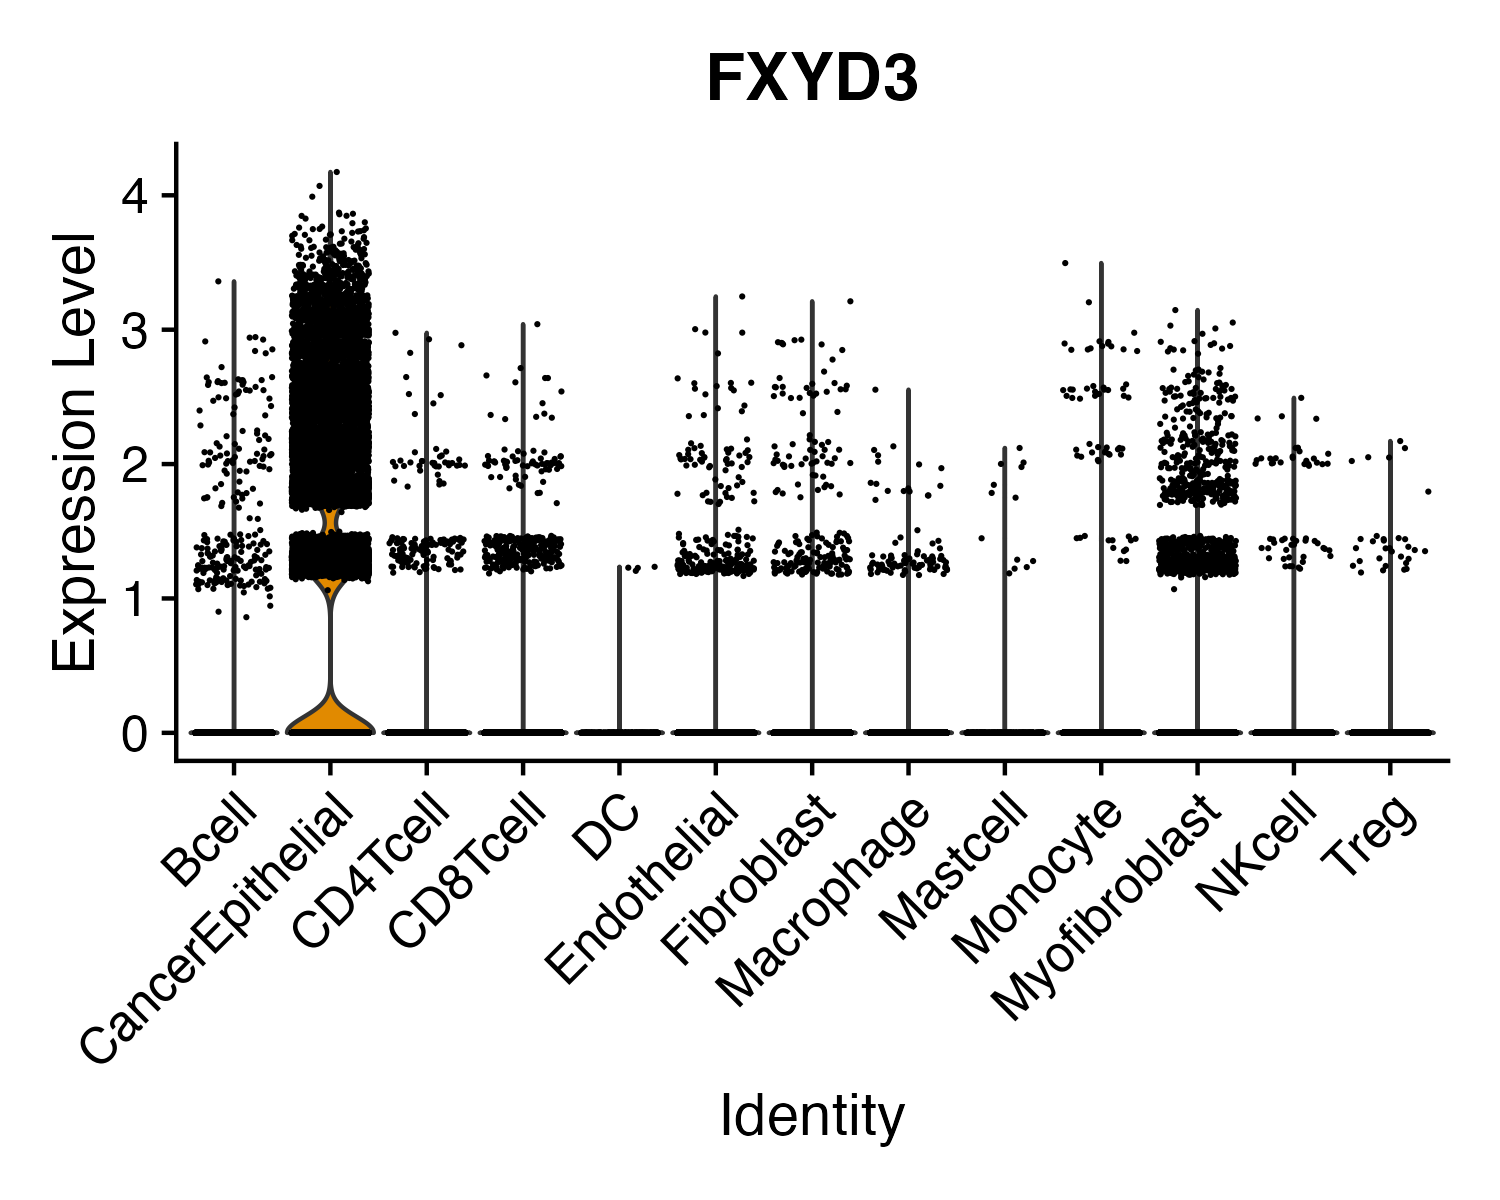 FXYD3
Expression Level
4
3
2
1
0
Bcell
CancerEpithelial
CD4Tcell
CD8Tcell
DC
Endothelial
Fibroblast
Macrophage
Mastcell
Monocyte
Myofibroblast
NKcell
Treg
Identity